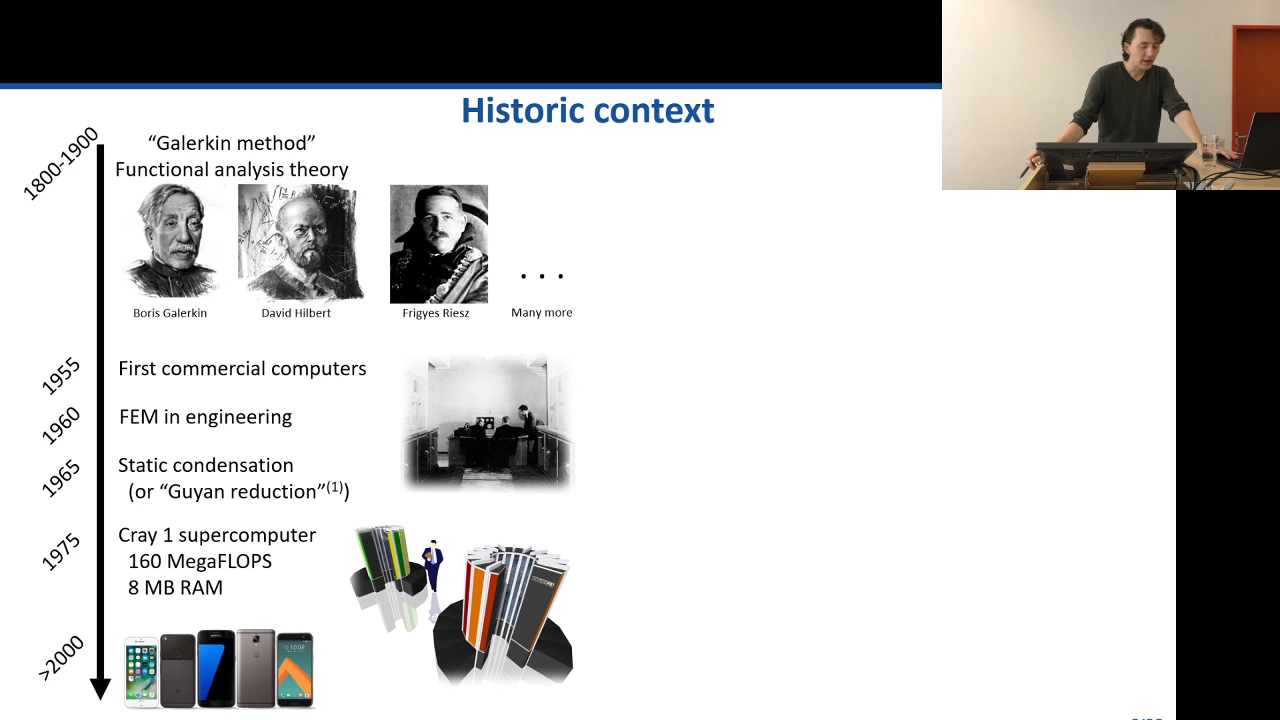 Historic context
1800-1900
“Galerkin method”
Functional analysis theory
Boris Galerkin
David Hilbert
Frigyes Riesz
. . .
Many more
1955
First commercial computers
1960
FEM in engineering
1965
Static condensation
(or “Guyan reduction”(1))
1975
Cray 1 supercomputer
160 MegaFLOPS
8 MB RAM
>2000